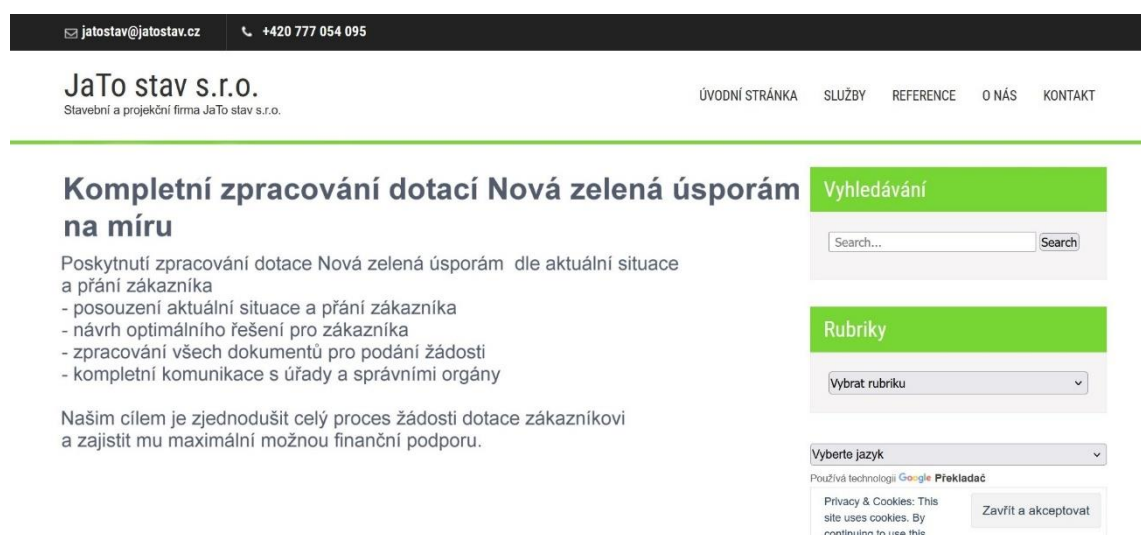 jatostav@jatostav.cz
+420 777 054 095
JaTo stav s.r.o.
Stavební a projekční firma JaTo stav s.r.o.
ÚVODNÍ STRÁNKA SLUŽBY REFERENCE O NÁS KONTAKT
Kompletní zpracování dotací Nová zelená úsporám
na míru
Poskytnutí zpracování dotace Nová zelená úsporám dle aktuální situace
a přání zákazníka
- posouzení aktuální situace a přání zákazníka
- návrh optimálního řešení pro zákazníka
- zpracování všech dokumentů pro podání žádosti
- kompletní komunikace s úřady a správními orgány
Našim cílem je zjednodušit celý proces žádosti dotace zákazníkovi
a zajistit mu maximální možnou finanční podporu.
Vyhledávání
Search...
Search
Rubriky
Vybrat rubriku
Vyberte jazyk
Používá technologii Google Překladač
Privacy & Cookies: This
site uses cookies. By
continuing to use this
Zavřít a akceptovat